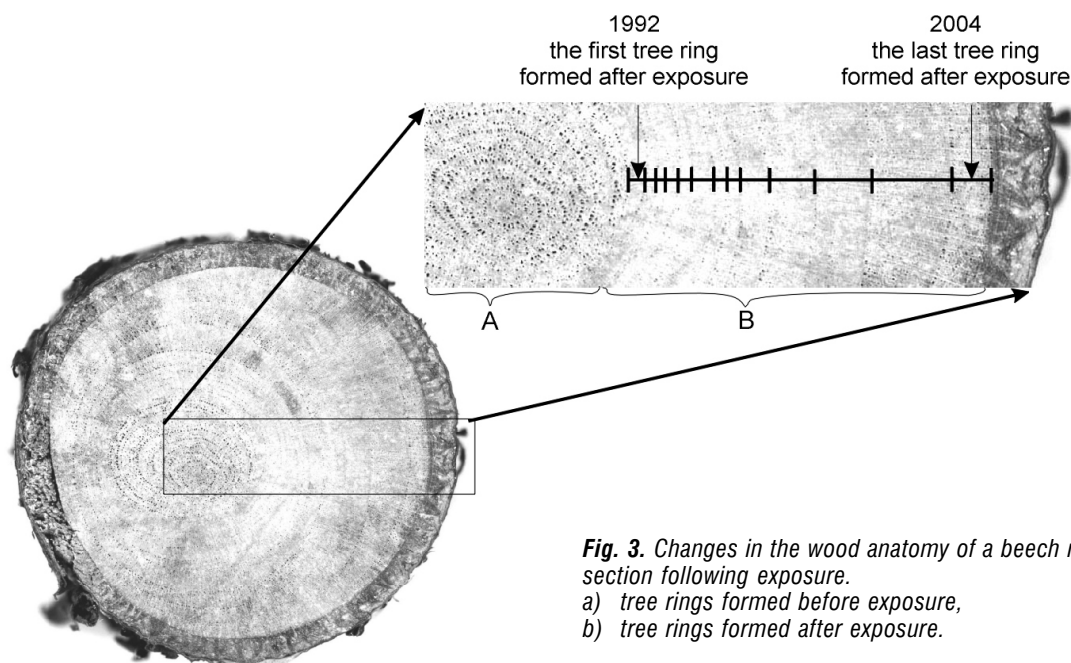 1992
the first tree ring
formed after exposure
2004
the last tree ring
formed after exposure
A
B
Fig. 3. Changes in the wood anatomy of a beech
section following exposure.
a) tree rings formed before exposure,
b) tree rings formed after exposure.